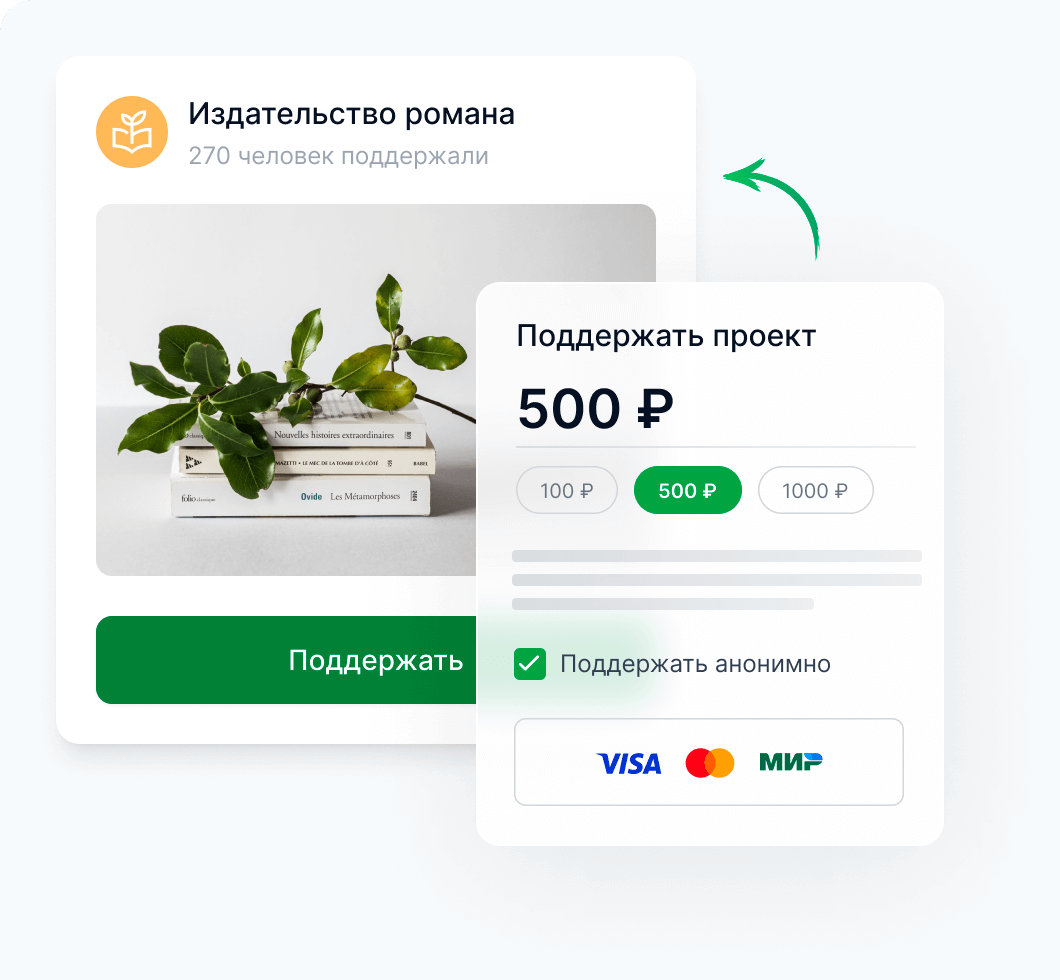 Издательство романа
270 человек поддержали
Nouvelles histoires extraordinaires
MAZETTI • LE MEC DE LA TOMBE D'À CÔTÉ BABEL
folio classique Ovide Les Métamorphoses
Поддержать
Поддержать проект
500 ₽
100 ₽ 500 ₽ 1000 ₽
Поддержать анонимно
VISA МИР